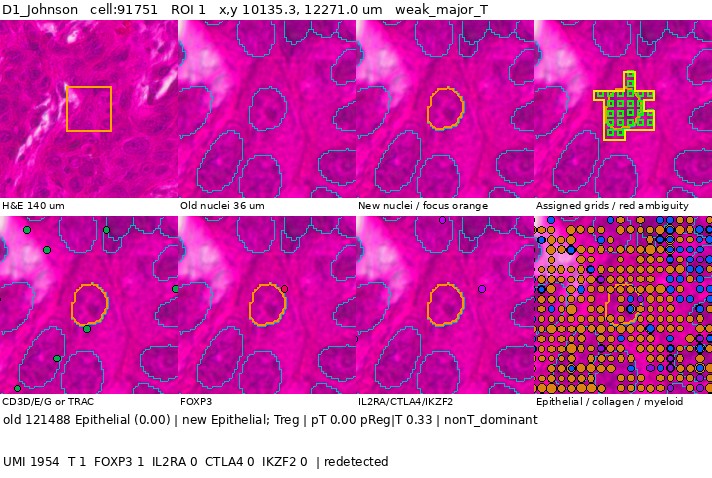 D1_Johnson   cell:91751   ROI 1   x,y 10135.3, 12271.0 um   weak_major_T
H&E 140 um
Old nuclei 36 um
New nuclei / focus orange
Assigned grids / red ambiguity
CD3D/E/G or TRAC
FOXP3
IL2RA/CTLA4/IKZF2
Epithelial / collagen / myeloid
old 121488 Epithelial (0.00) | new Epithelial; Treg | pT 0.00 pReg|T 0.33 | nonT_dominant
UMI 1954  T 1  FOXP3 1  IL2RA 0  CTLA4 0  IKZF2 0  | redetected